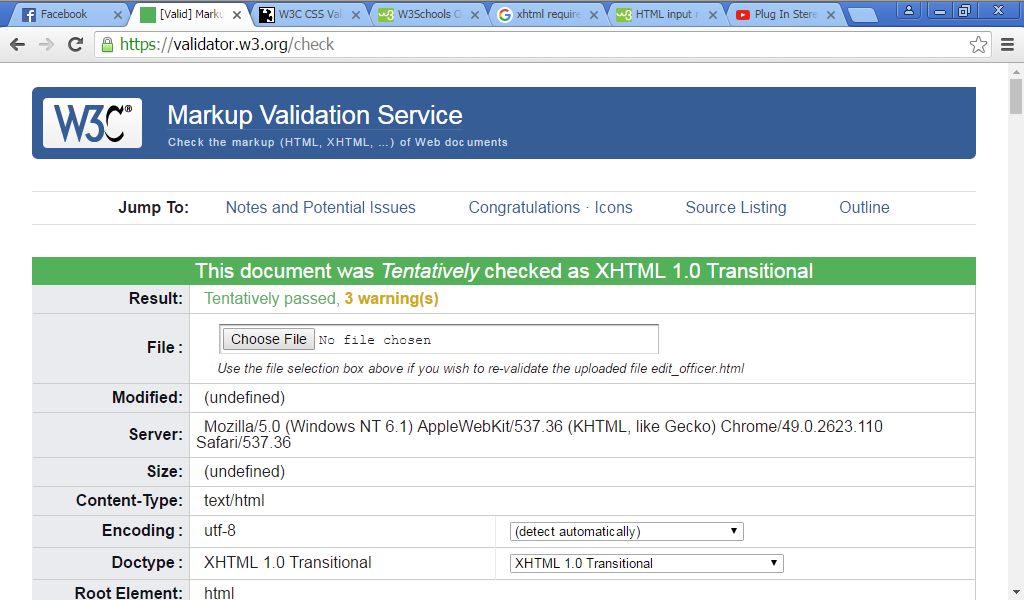 Facebook
[Valid] Marku
W3C CSS Val
W3Schools C
xhtml require
HTML input r
Plug In Stere
https://validator.w3.org/check
W3C®
Markup Validation Service
Check the markup (HTML, XHTML, ...) of Web documents
Jump To: Notes and Potential Issues Congratulations · Icons Source Listing Outline
This document was Tentatively checked as XHTML 1.0 Transitional
Result: Tentatively passed, 3 warning(s)
File : Choose File No file chosen
Use the file selection box above if you wish to re-validate the uploaded file edit_officer.html
Modified: (undefined)
Server: Mozilla/5.0 (Windows NT 6.1) AppleWebKit/537.36 (KHTML, like Gecko) Chrome/49.0.2623.110
Safari/537.36
Size: (undefined)
Content-Type: text/html
Encoding : utf-8 (detect automatically)
Doctype : XHTML 1.0 Transitional XHTML 1.0 Transitional
Root Element: html